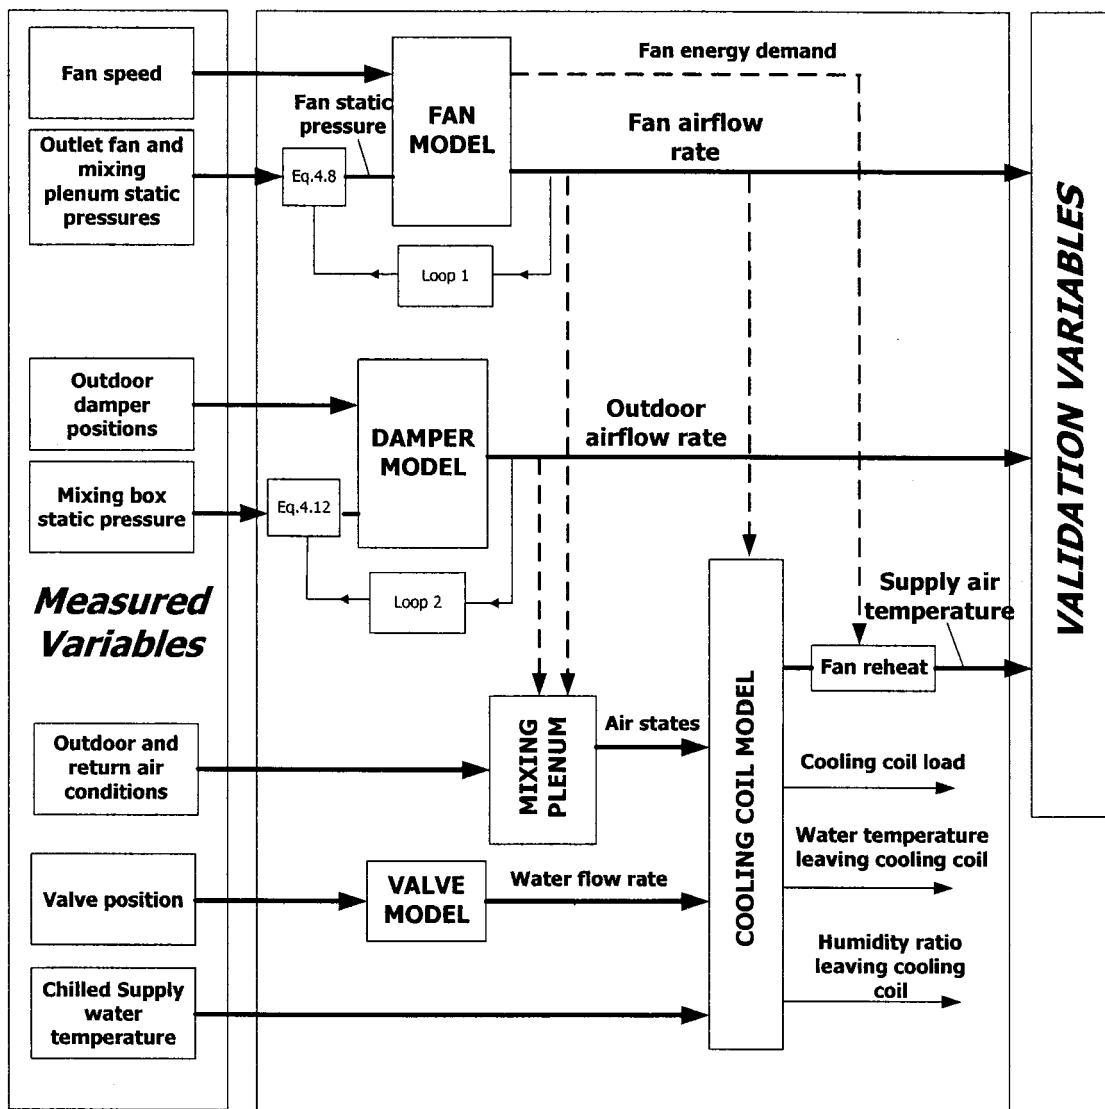 Fan speed
Outlet fan and
mixing
plenum static
pressures
Outdoor
damper
positions
Mixing box
static pressure
Measured
Variables
Outdoor and
return air
conditions
Valve position
Chilled Supply
water
temperature
Fan static
pressure
Eq.4.8
FAN
MODEL
Loop 1
Fan energy demand
Fan airflow
rate
DAMPER
MODEL
Eq.4.12
Loop 2
Outdoor
airflow rate
MIXING
PLENUM
Air states
VALVE
MODEL
Water flow rate
COOLING COIL MODEL
Fan reheat
Supply air
temperature
Cooling coil load
Water temperature
leaving cooling coil
Humidity ratio
leaving cooling
coil
VALIDATION VARIABLES